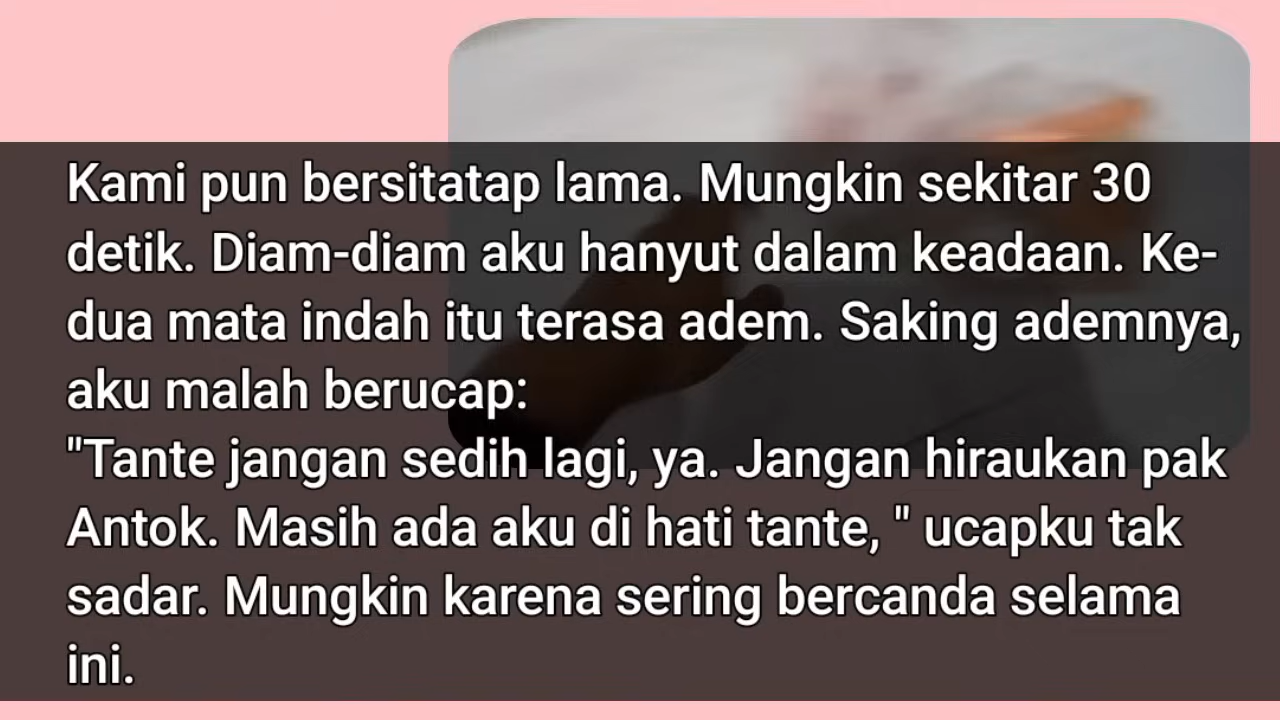 Kami pun bersitatap lama. Mungkin sekitar 30
detik. Diam-diam aku hanyut dalam keadaan. Ke-
dua mata indah itu terasa adem. Saking ademnya,
aku malah berucap:
"Tante jangan sedih lagi, ya. Jangan hiraukan pak
Antok. Masih ada aku di hati tante, " ucapku tak
sadar. Mungkin karena sering bercanda selama
ini.